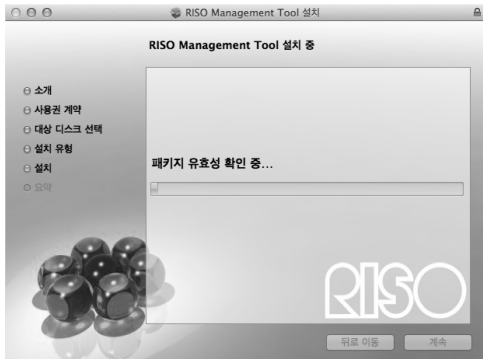 RISO Management Tool 설치
RISO Management Tool 설치 중
소개
사용권 계약
대상 디스크 선택
설치 유형
설치
요약
패키지 유효성 확인 중...
RISO
뒤로 이동
계속